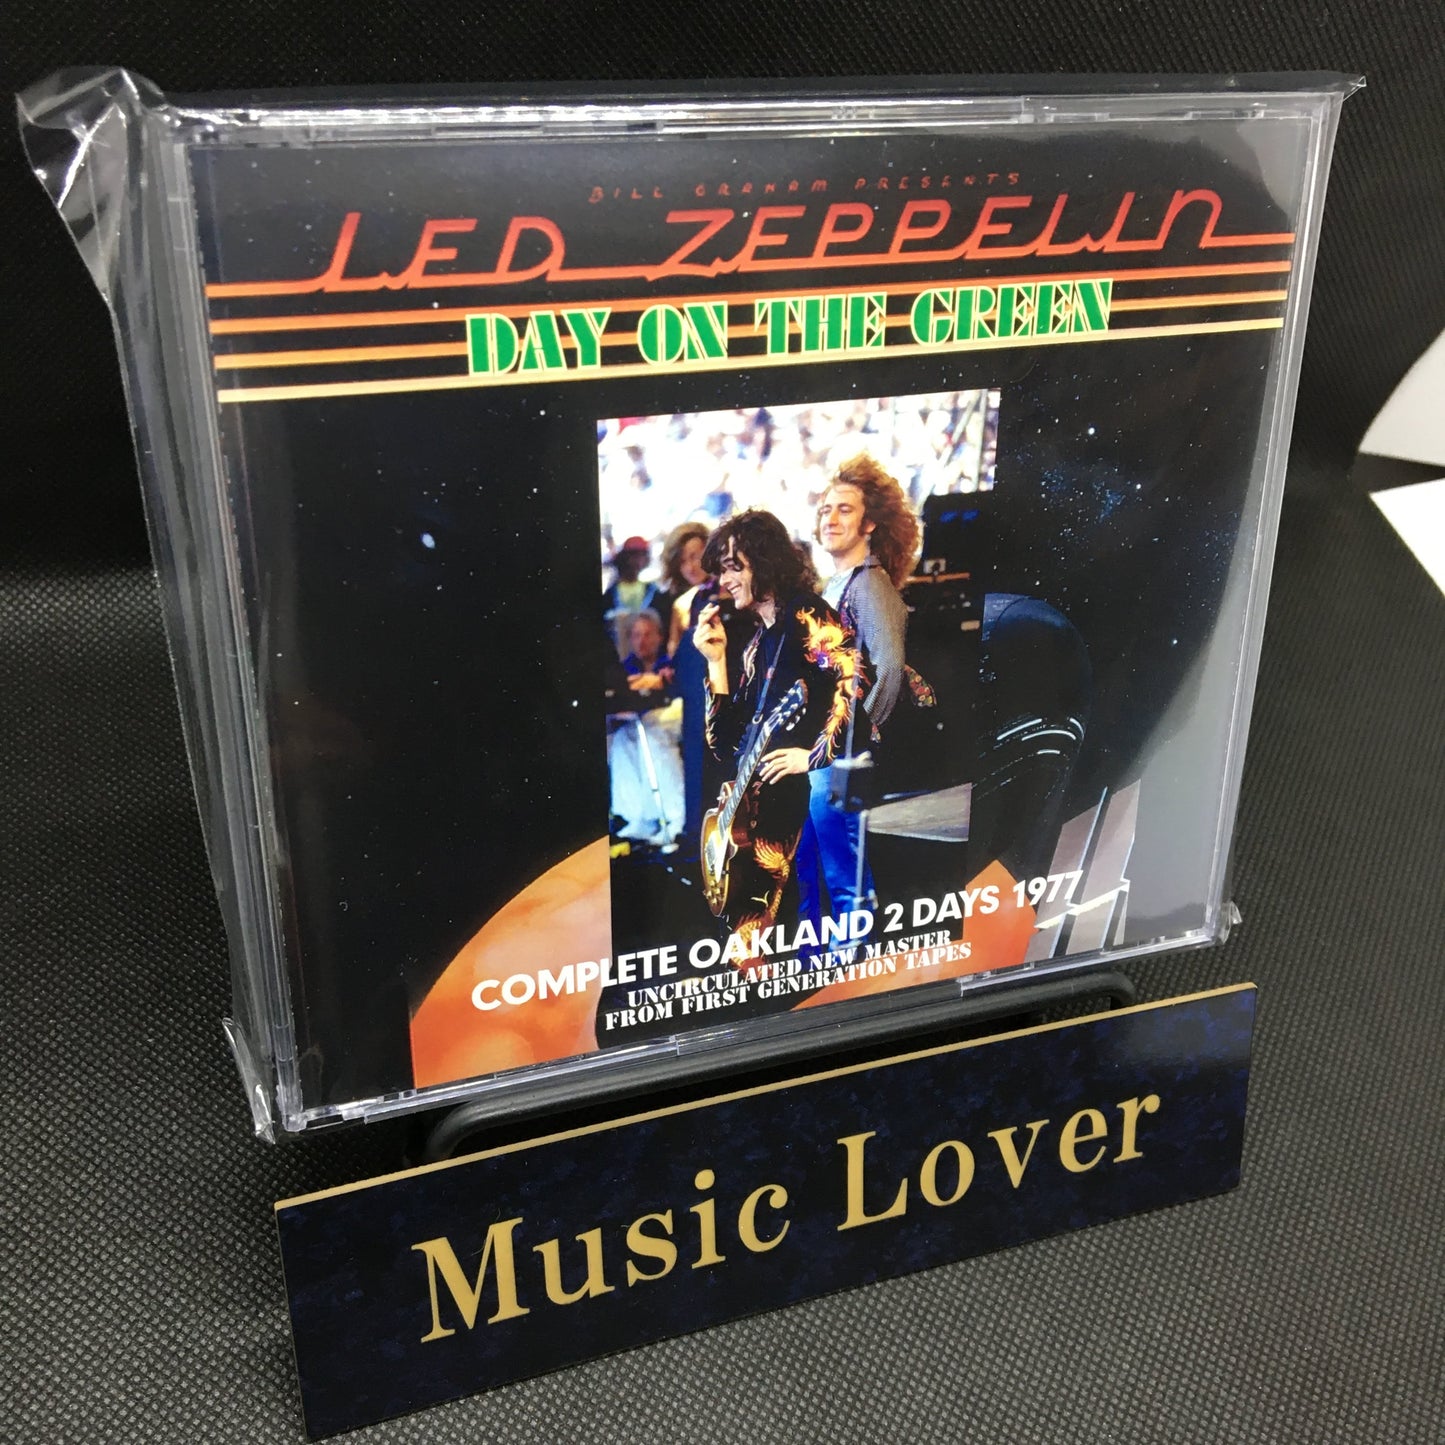 BILL GRAHAM PRESENTS
LED ZEPPELIN
DAY ON THE GREEN
COMPLETE OAKLAND 2 DAYS 1977
UNCIRCULATED NEW MASTER
FROM FIRST GENERATION TAPES
Music Lover